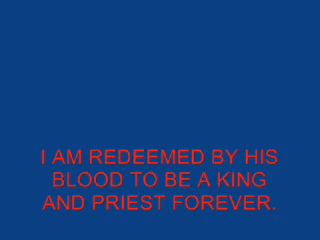 I AM REDEEMED BY HIS
BLOOD TO BE A KING
AND PRIEST FOREVER.